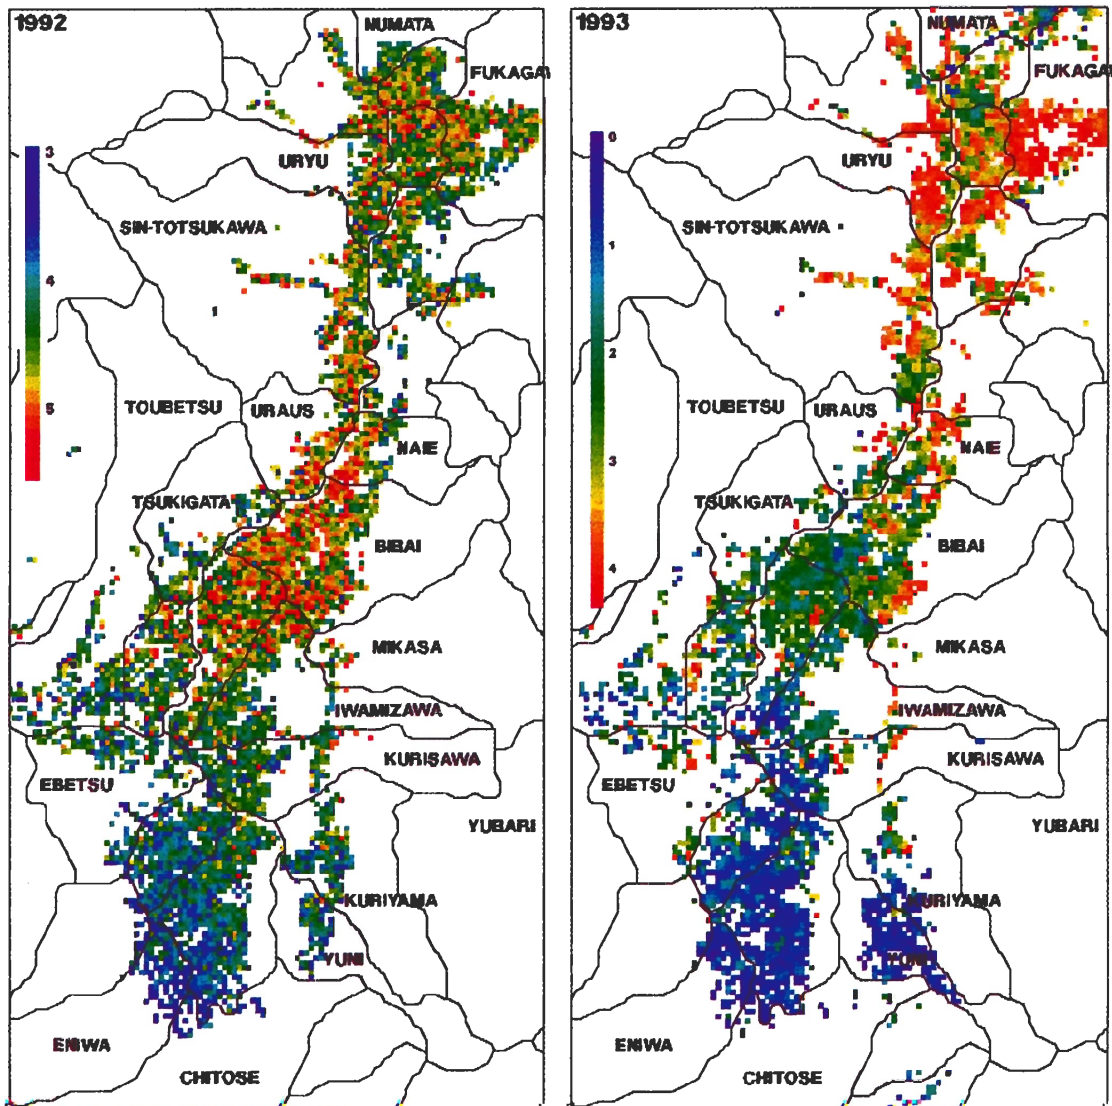 1992
NUMATA
FUKAGA
3
URYU
SIN-TOTSUKAWA
4
5
TOUBETSU
URAUS
NAIE
TSUKIGATA
BIBAI
MIKASA
IWAMIZAWA
KURISAWA
EBETSU
YUBARI
KURIYAMA
YUNI
ENIWA
CHITOSE
1993
NUMATA
FUKAGA
0
URYU
SIN-TOTSUKAWA
1
2
TOUBETSU
URAUS
NAIE
3
TSUKIGATA
BIBAI
4
MIKASA
IWAMIZAWA
KURISAWA
EBETSU
YUBARI
KURIYAMA
YUNI
ENIWA
CHITOSE